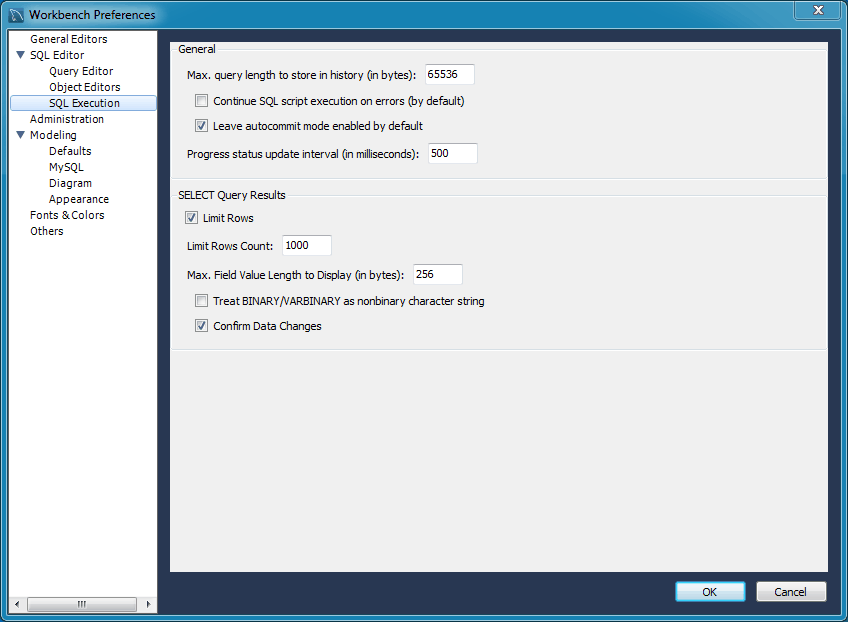 Workbench Preferences
General Editors
SQL Editor
Query Editor
Object Editors
SQL Execution
Administration
Modeling
Defaults
MySQL
Diagram
Appearance
Fonts & Colors
Others
General
Max. query length to store in history (in bytes): 65536
Continue SQL script execution on errors (by default)
Leave autocommit mode enabled by default
Progress status update interval (in milliseconds): 500
SELECT Query Results
Limit Rows
Limit Rows Count: 1000
Max. Field Value Length to Display (in bytes): 256
Treat BINARY/VARBINARY as nonbinary character string
Confirm Data Changes
OK Cancel